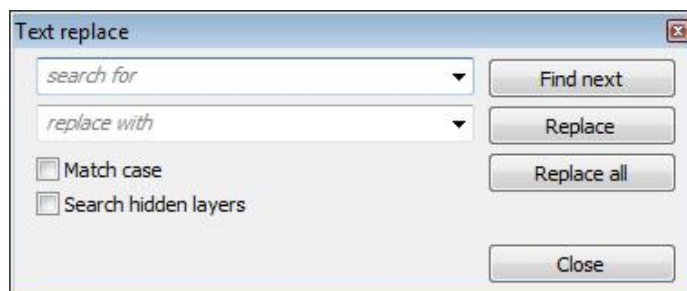 Text replace
search for
Find next
replace with
Replace
Match case
Replace all
Search hidden layers
Close